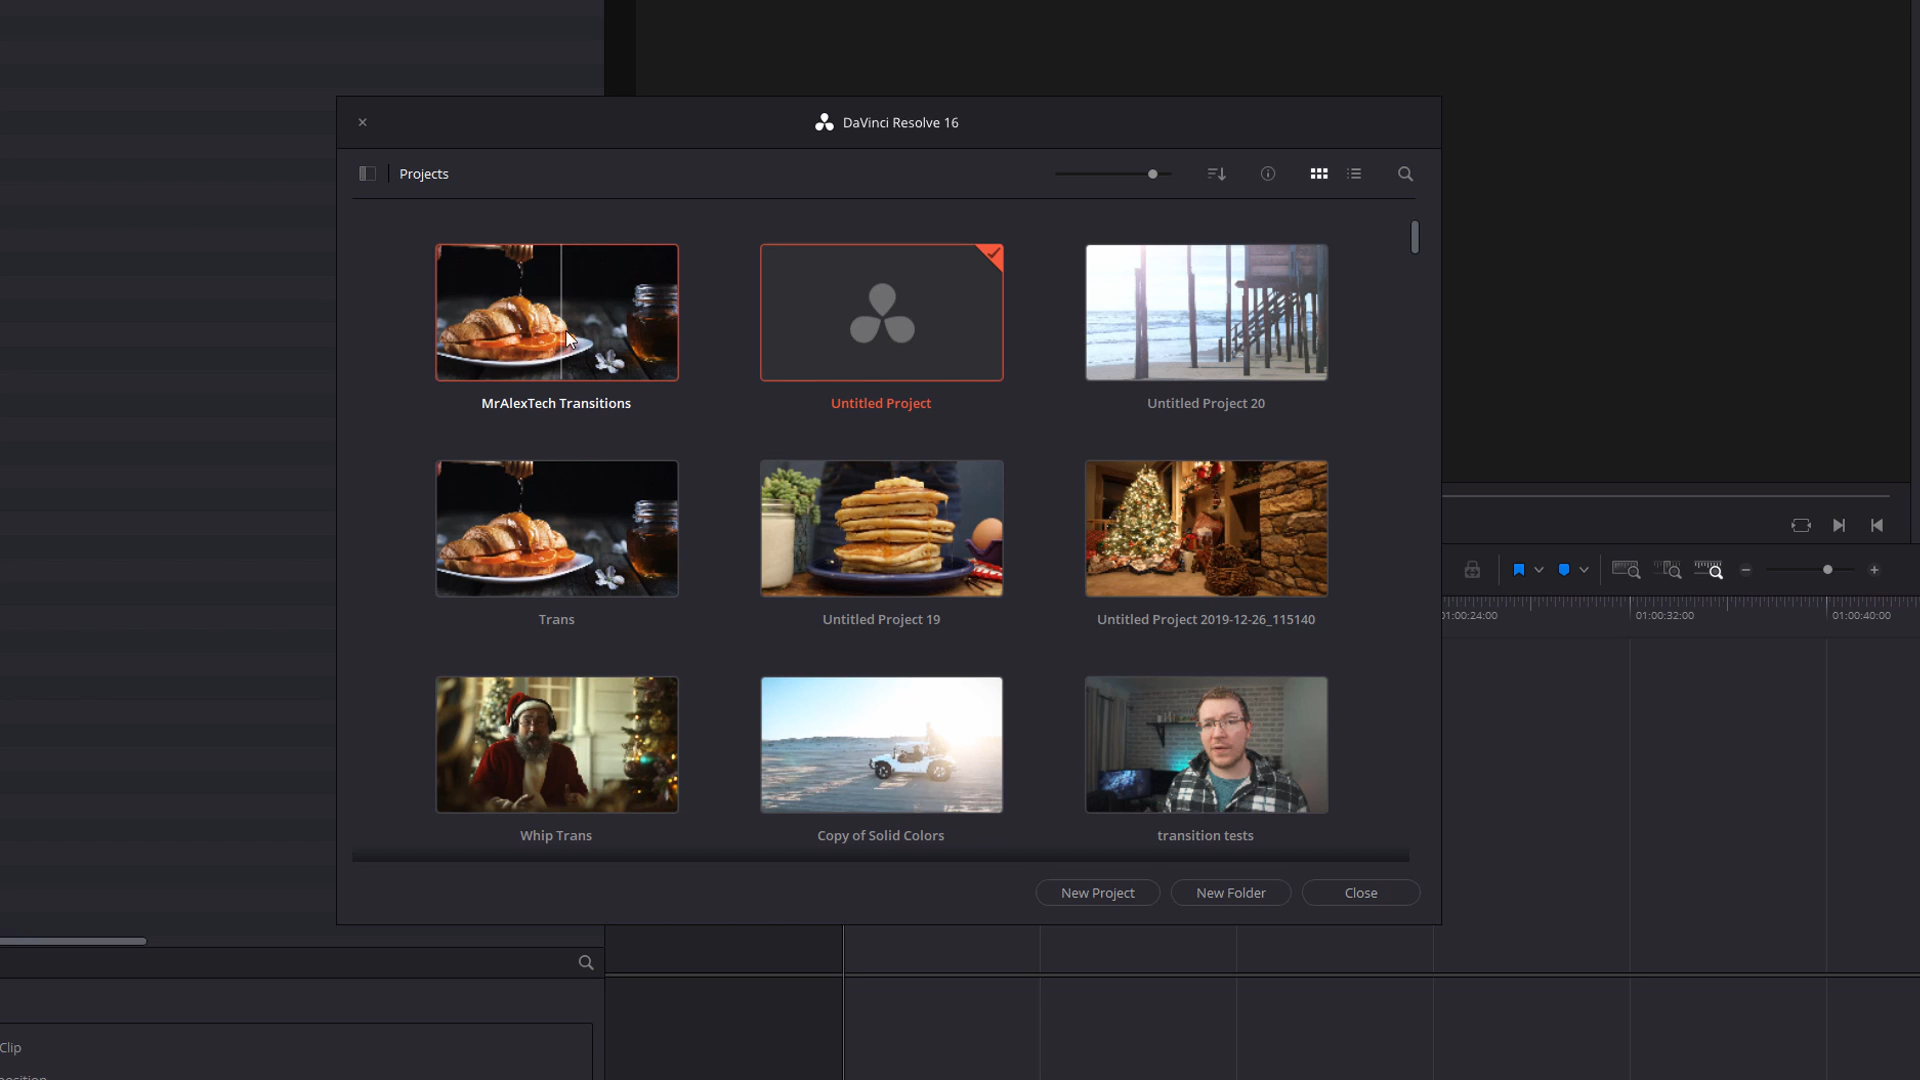 DaVinci Resolve 16
Projects
MrAlexTech Transitions
Untitled Project
Untitled Project 20
Trans
Untitled Project 19
Untitled Project 2019-12-26_115140
Whip Trans
Copy of Solid Colors
transition tests
New Project
New Folder
Close
01:00:24:00
01:00:32:00
01:00:40:00
Clip